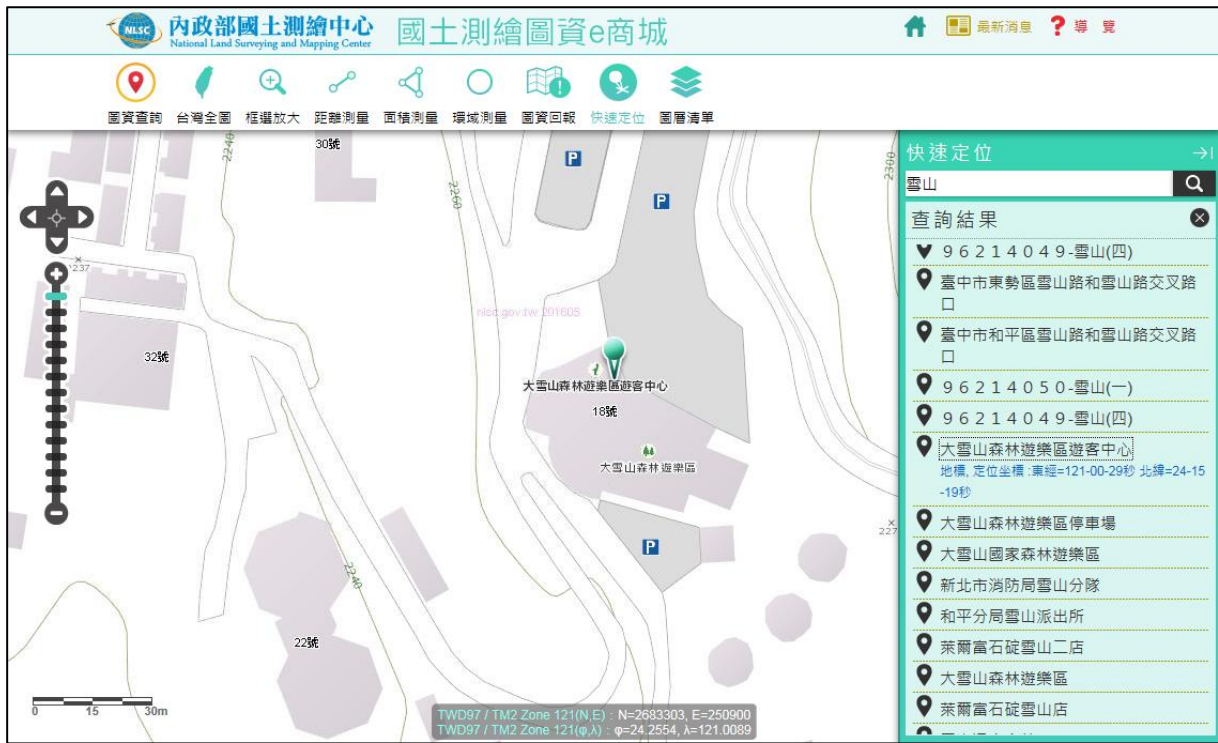 內政部國土測繪中心
NLSC
National Land Surveying and Mapping Center
國土測繪圖資e商城
最新消息
導 覽
圖資查詢 台灣全圖 框選放大 距離測量 面積測量 環域測量 圖資回報 快速定位 圖層清單
30號
P
2240
2260
P
2300
237
nlsc.gov.tw 201605
32號
大雪山森林遊樂區遊客中心
18號
大雪山森林遊樂區
227
P
2240
22號
0 15 30m
TWD97 / TM2 Zone 121(N,E) : N=2683303, E=250900
TWD97 / TM2 Zone 121(φ,λ) : φ=24.2554, λ=121.0089
快速定位
雪山
查詢結果
96214049-雪山(四)
臺中市東勢區雪山路和雪山路交叉路
口
臺中市和平區雪山路和雪山路交叉路
口
96214050-雪山(一)
96214049-雪山(四)
大雪山森林遊樂區遊客中心
地標, 定位坐標 :東經=121-00-29秒 北緯=24-15
-19秒
大雪山森林遊樂區停車場
大雪山國家森林遊樂區
新北市消防局雪山分隊
和平分局雪山派出所
萊爾富石碇雪山二店
大雪山森林遊樂區
萊爾富石碇雪山店